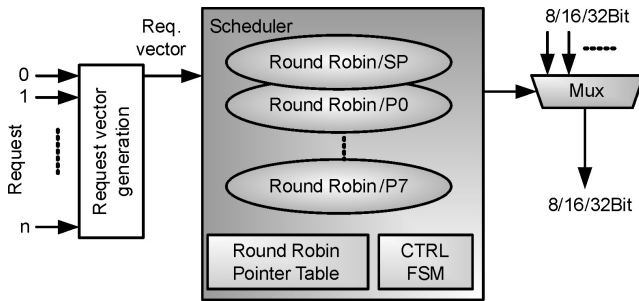 Request
0
1
n
Request vector
generation
Req.
vector
Scheduler
Round Robin/SP
Round Robin/P0
Round Robin/P7
Round Robin
Pointer Table
CTRL
FSM
8/16/32Bit
Mux
8/16/32Bit